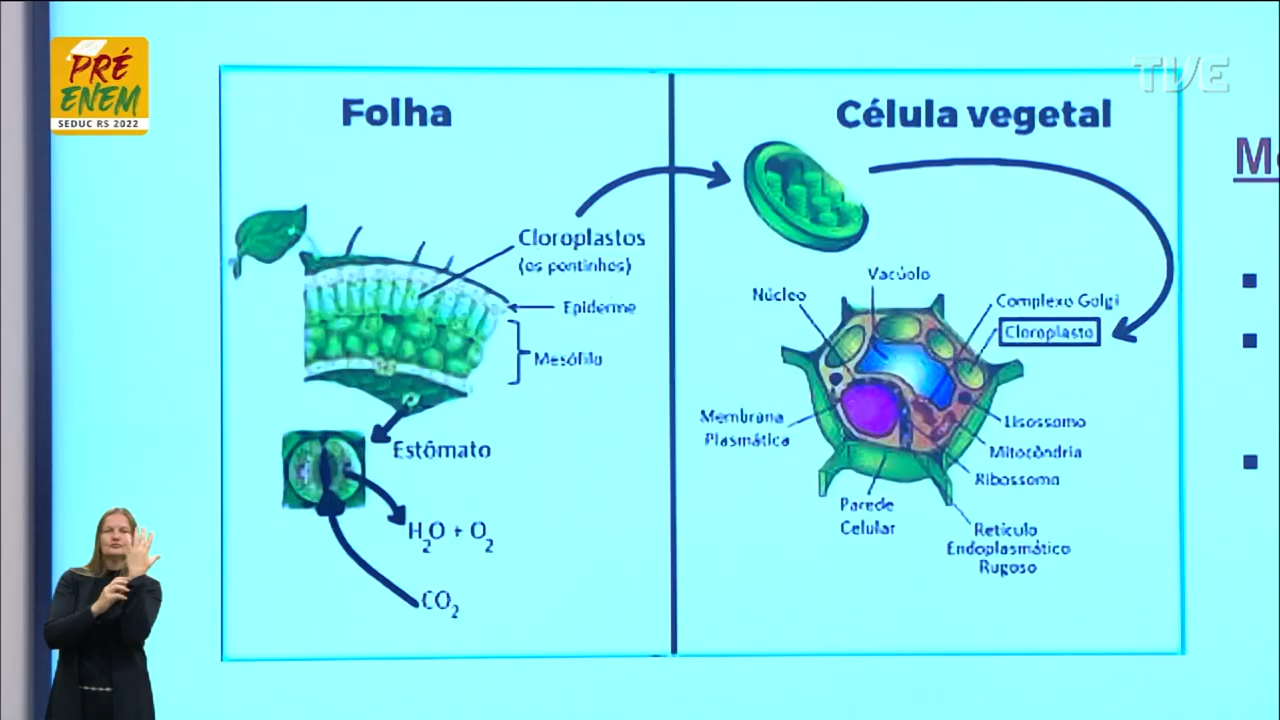 PRÉ
ENEM
SEDUC RS 2022
TVE
Folha
Cloroplastos
(os pontinhos)
Epiderme
Mesófilo
Estômato
H2O + O2
CO2
Célula vegetal
Vacúolo
Núcleo
Complexo Golgi
Cloroplasto
Membrana
Plasmática
Lisossomo
Mitocôndria
Ribossomo
Parede
Celular
Retículo
Endoplasmático
Rugoso